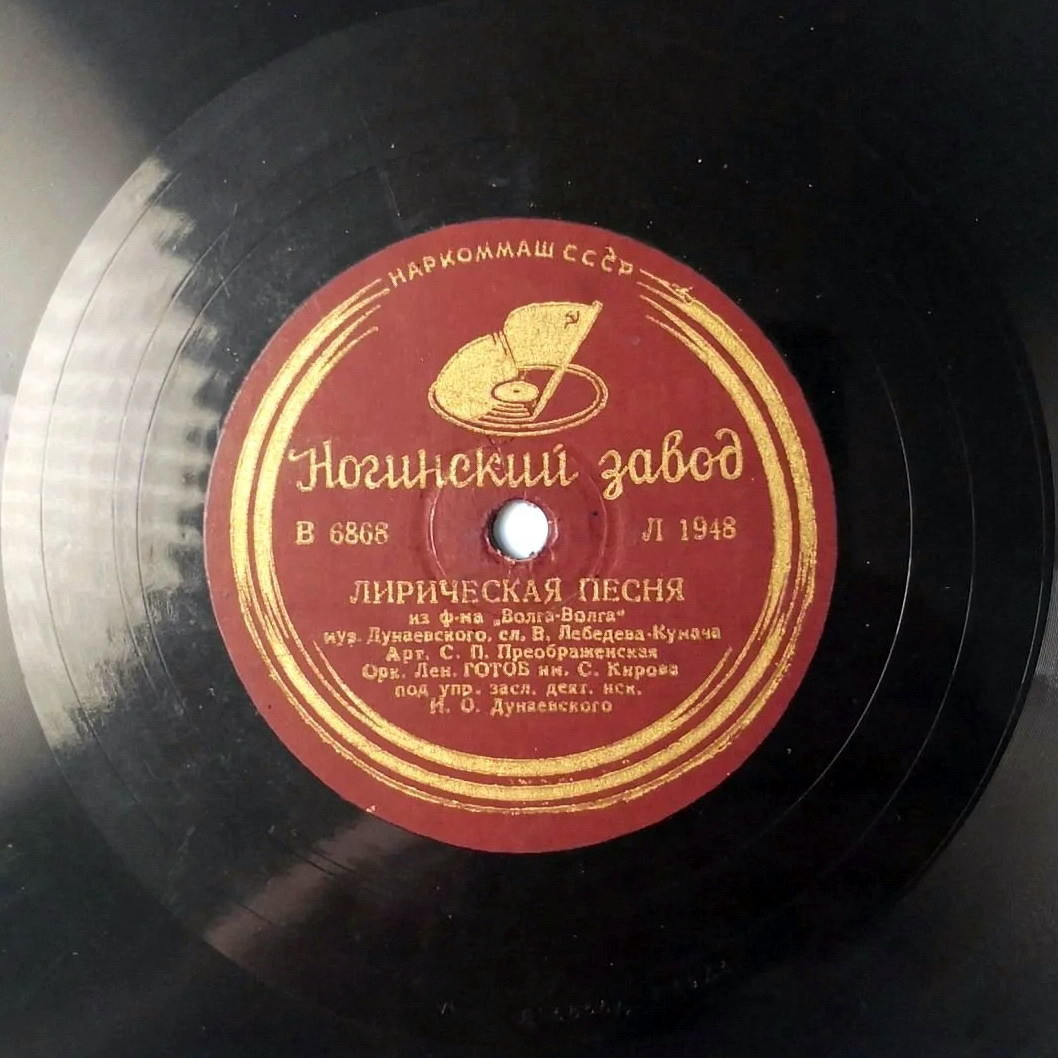 НАРКОММАШ СССР
Ногинский завод
В 6868 Л 1948
ЛИРИЧЕСКАЯ ПЕСНЯ
из ф-ма „Волга-Волга"
муз. Дунаевского, сл. В. Лебедева-Кумача
Арт. С. П. Преображенская
Орк. Лен. ГОТОБ им. С. Кирова
под упр. засл. деят. иск.
И. О. Дунаевского